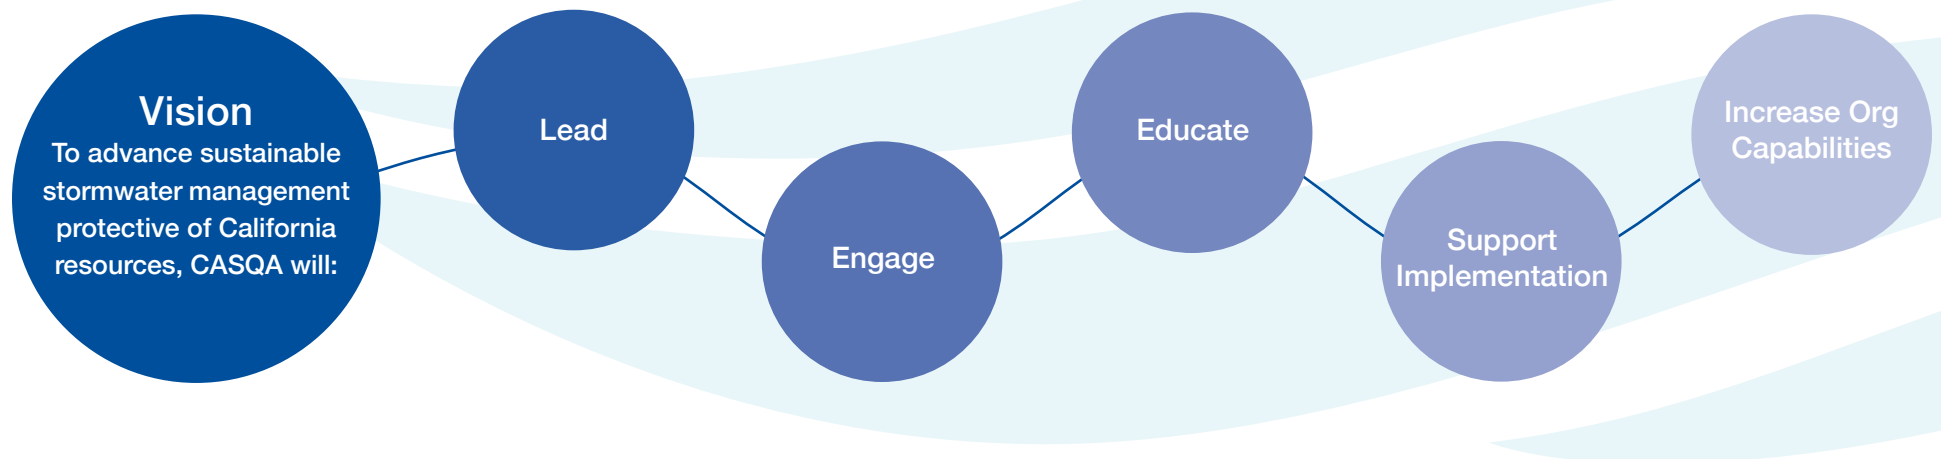 Vision
To advance sustainable
stormwater management
protective of California
resources, CASQA will:
Lead
Engage
Educate
Support
Implementation
Increase Org
Capabilities